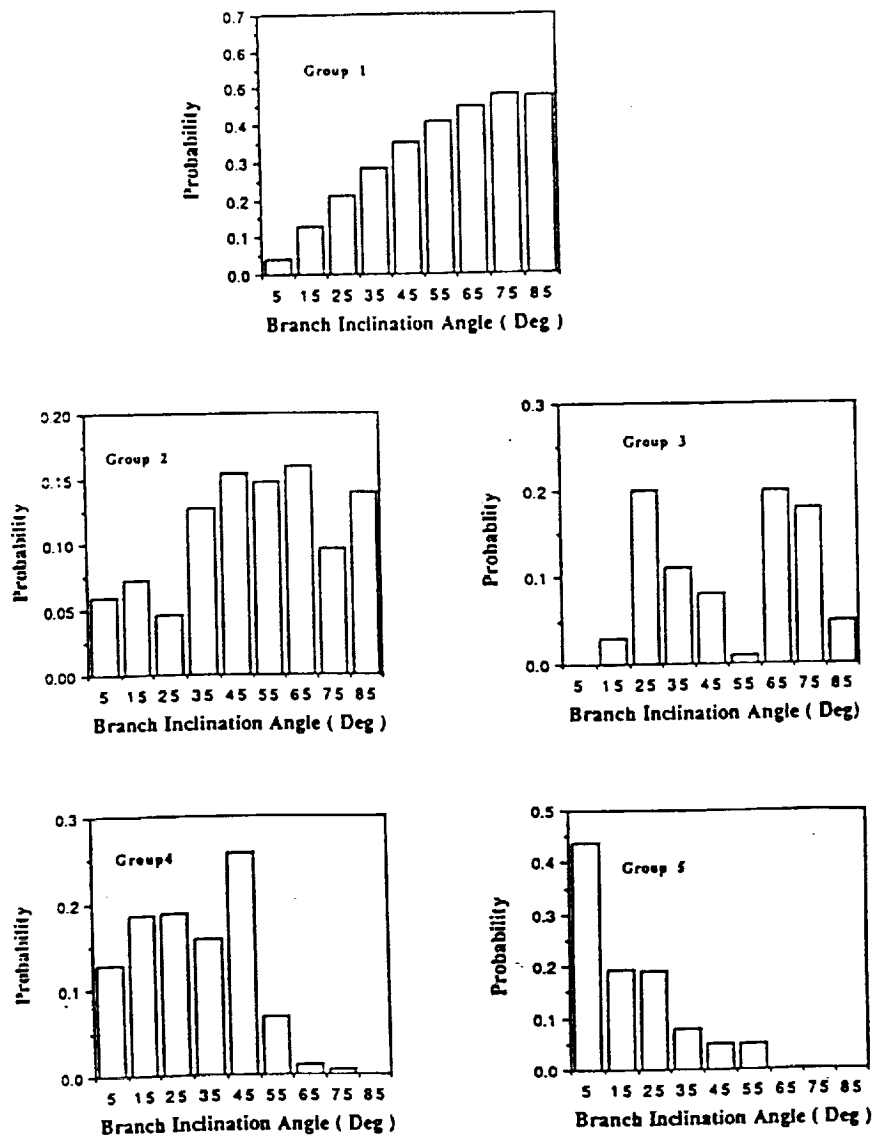 0.7
Group 1
0.6
0.5
0.4
0.3
0.2
0.1
0.0
Probability
5 15 25 35 45 55 65 75 85
Branch Inclination Angle ( Deg )
0.20
Group 2
0.15
0.10
0.05
0.00
Probability
5 15 25 35 45 55 65 75 85
Branch Inclination Angle ( Deg )
0.3
Group 3
0.2
0.1
0.0
Probablity
5 15 25 35 45 55 65 75 85
Branch Inclination Angle ( Deg)
0.3
Group4
0.2
0.1
0.0
Probability
5 15 25 35 45 55 65 75 85
Branch Inclination Angle ( Deg )
0.5
Group 5
0.4
0.3
0.2
0.1
0.0
Probability
5 15 25 35 45 55 65 75 85
Branch Inclination Angle ( Deg )